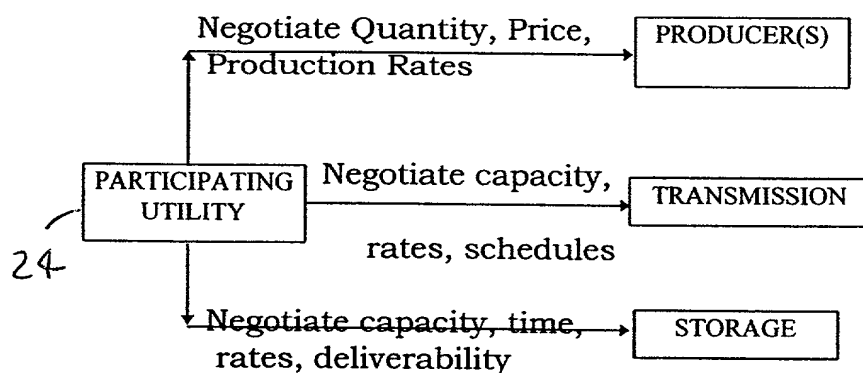 Negotiate Quantity, Price,
Production Rates
PRODUCER(S)
PARTICIPATING
UTILITY
24
Negotiate capacity,
rates, schedules
TRANSMISSION
Negotiate capacity, time,
rates, deliverability
STORAGE